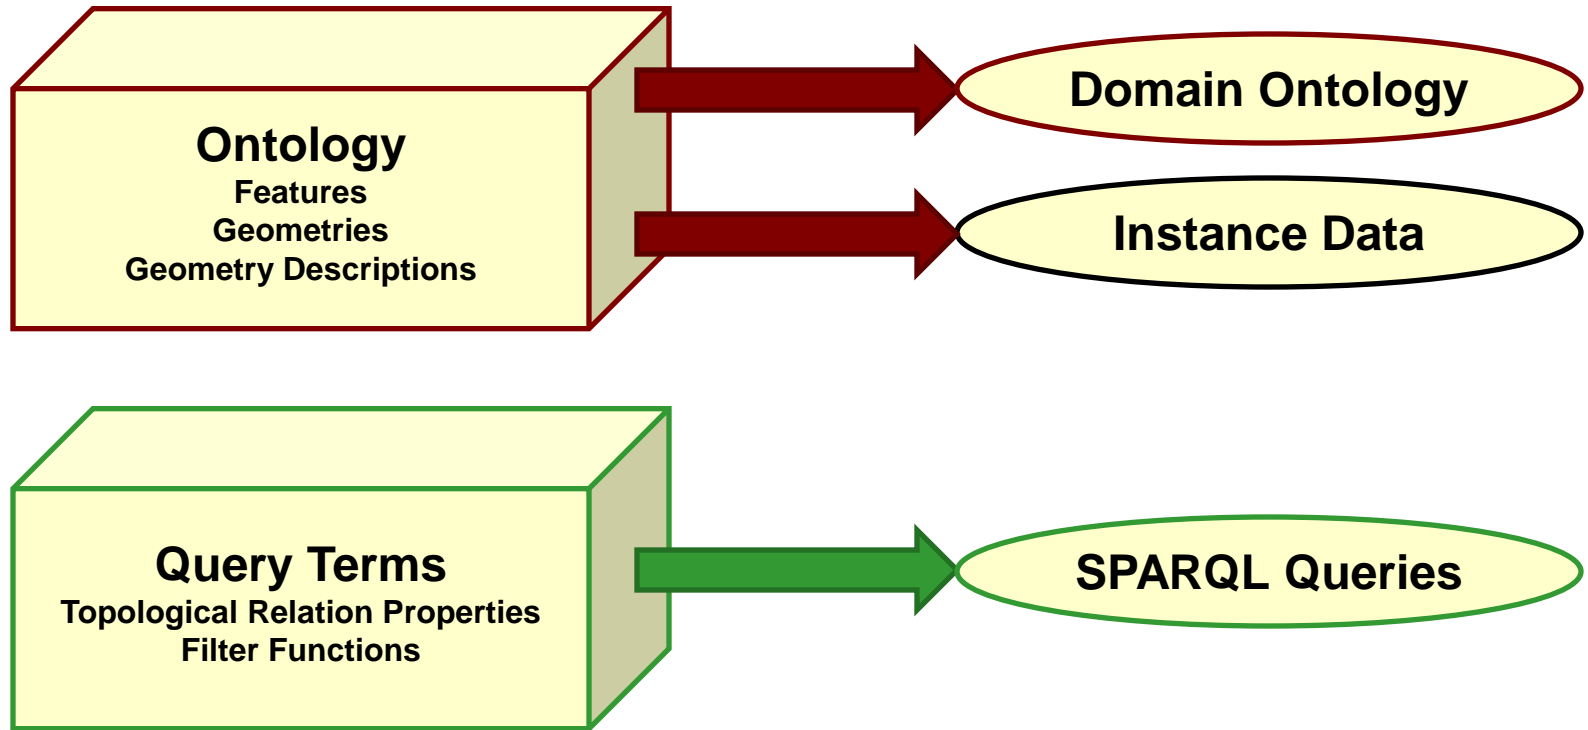 Ontology
Features
Geometries
Geometry Descriptions
Domain Ontology
Instance Data
Query Terms
Topological Relation Properties
Filter Functions
SPARQL Queries